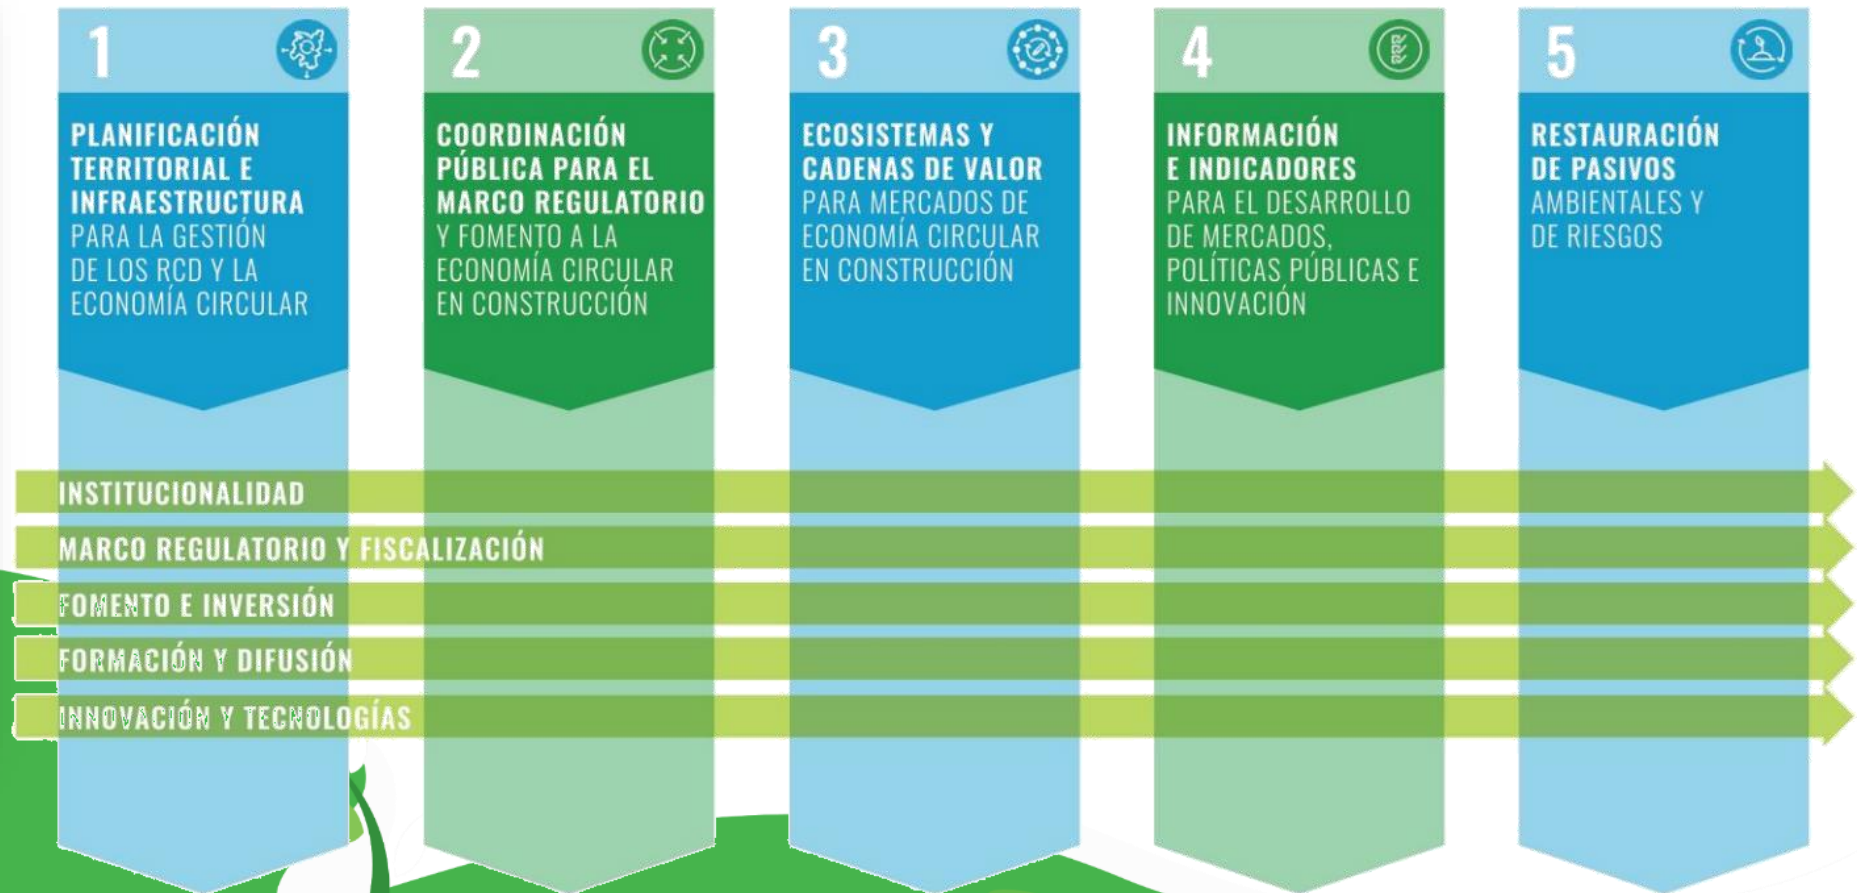 1
PLANIFICACIÓN
TERRITORIAL E
INFRAESTRUCTURA
PARA LA GESTIÓN
DE LOS RCD Y LA
ECONOMÍA CIRCULAR
2
COORDINACIÓN
PÚBLICA PARA EL
MARCO REGULATORIO
Y FOMENTO A LA
ECONOMÍA CIRCULAR
EN CONSTRUCCIÓN
3
ECOSISTEMAS Y
CADENAS DE VALOR
PARA MERCADOS DE
ECONOMÍA CIRCULAR
EN CONSTRUCCIÓN
4
INFORMACIÓN
E INDICADORES
PARA EL DESARROLLO
DE MERCADOS,
POLÍTICAS PÚBLICAS E
INNOVACIÓN
5
RESTAURACIÓN
DE PASIVOS
AMBIENTALES Y
DE RIESGOS
INSTITUCIONALIDAD
MARCO REGULATORIO Y FISCALIZACIÓN
FOMENTO E INVERSIÓN
FORMACIÓN Y DIFUSIÓN
INNOVACIÓN Y TECNOLOGÍAS